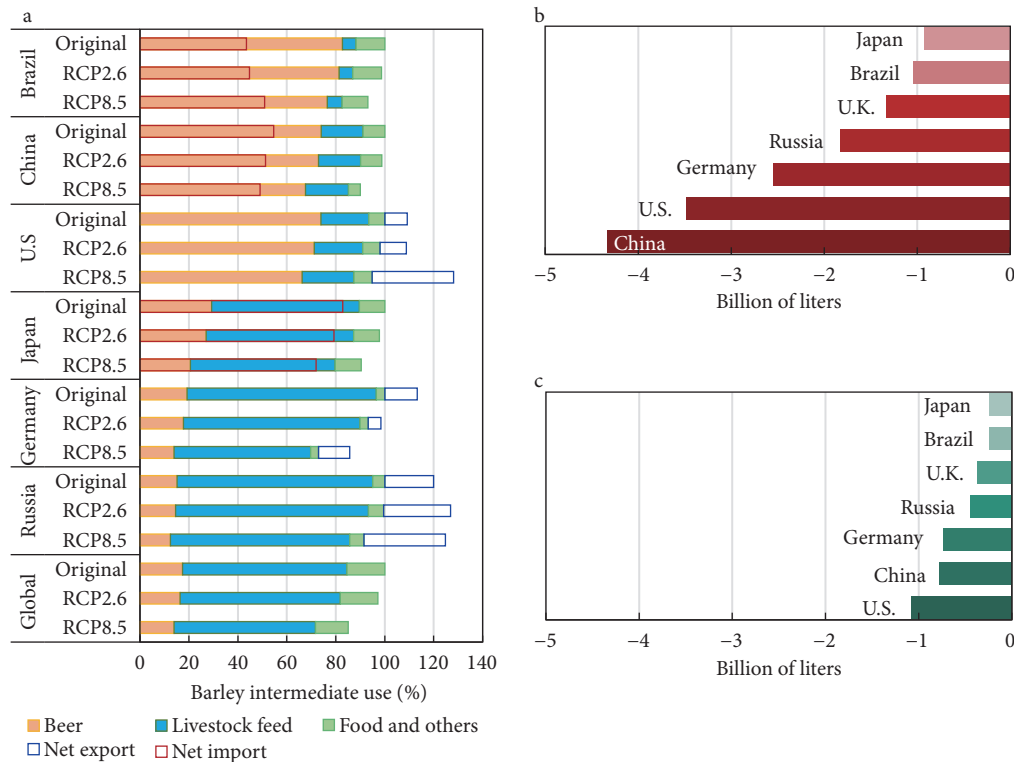 a
Brazil
Original
RCP2.6
RCP8.5
China
Original
RCP2.6
RCP8.5
U.S
Original
RCP2.6
RCP8.5
Japan
Original
RCP2.6
RCP8.5
Germany
Original
RCP2.6
RCP8.5
Russia
Original
RCP2.6
RCP8.5
Global
Original
RCP2.6
RCP8.5
0 20 40 60 80 100 120 140
Barley intermediate use (%)
Beer Livestock feed Food and others
Net export Net import
b
Japan
Brazil
U.K.
Russia
Germany
U.S.
China
−5 −4 −3 −2 −1 0
Billion of liters
c
Japan
Brazil
U.K.
Russia
Germany
China
U.S.
−5 −4 −3 −2 −1 0
Billion of liters